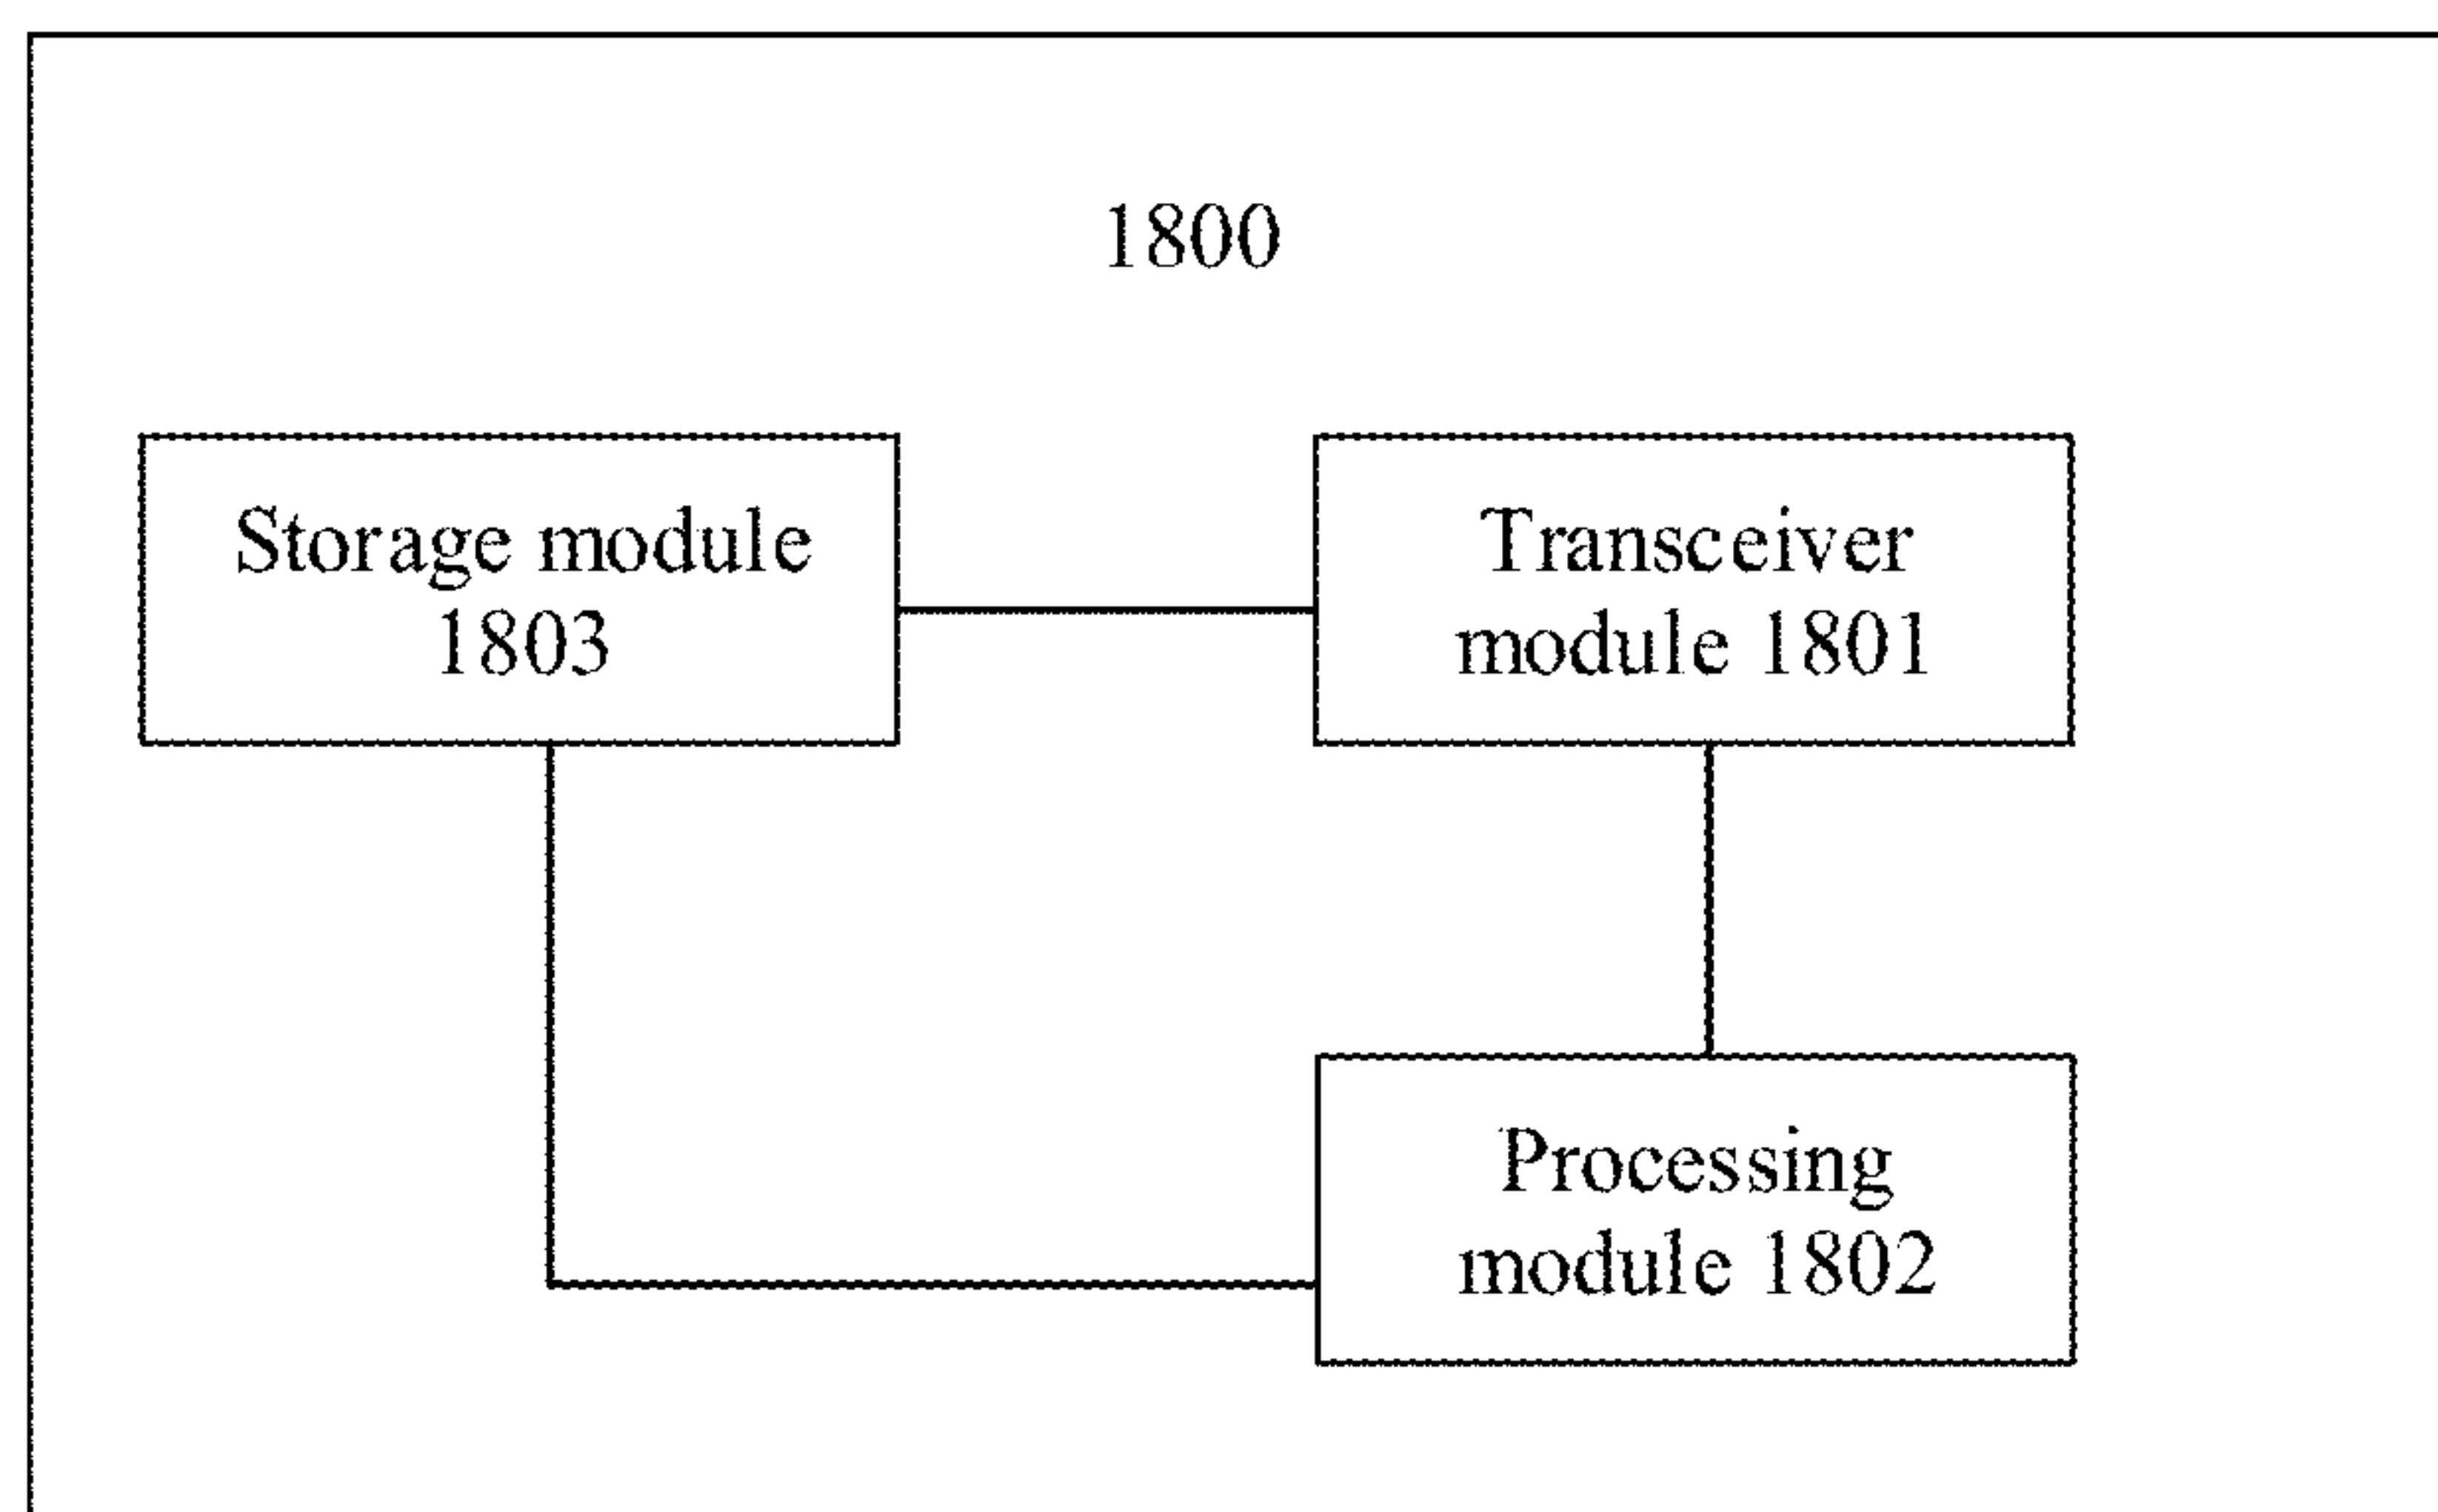 1800
Storage module
1803
Transceiver
module 1801
Processing
module 1802